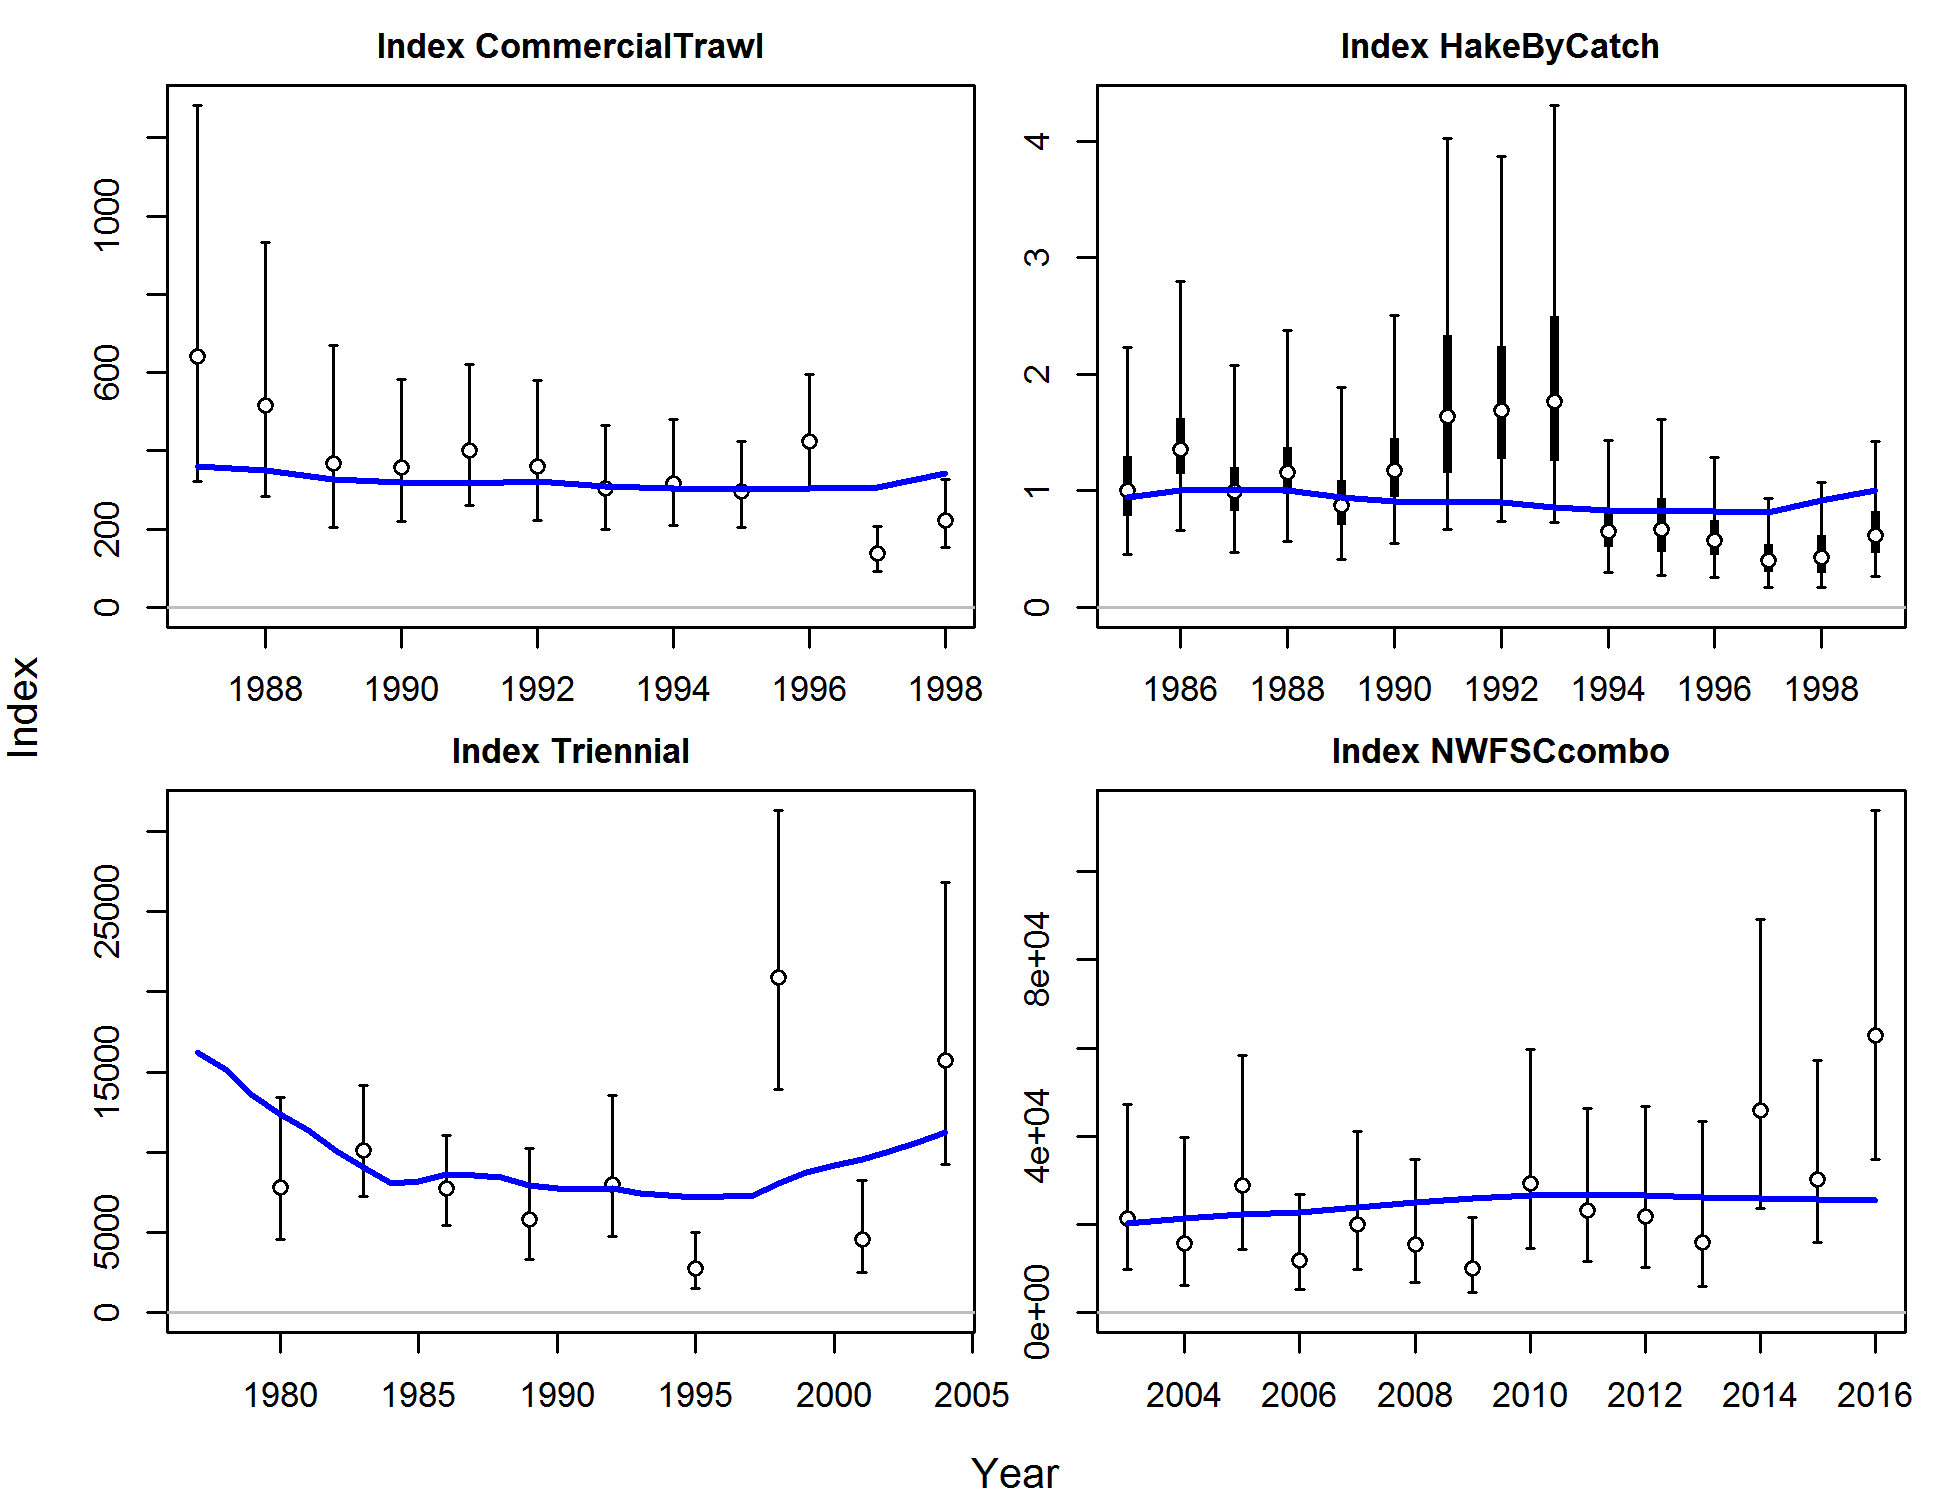 Index CommercialTrawl
Index HakeByCatch
0 200 600 1000
1988 1990 1992 1994 1996 1998
0 1 2 3 4
1986 1988 1990 1992 1994 1996 1998
Index
Index Triennial
Index NWFSCcombo
0 5000 15000 25000
1980 1985 1990 1995 2000 2005
0e+00 4e+04 8e+04
2004 2006 2008 2010 2012 2014 2016
Year